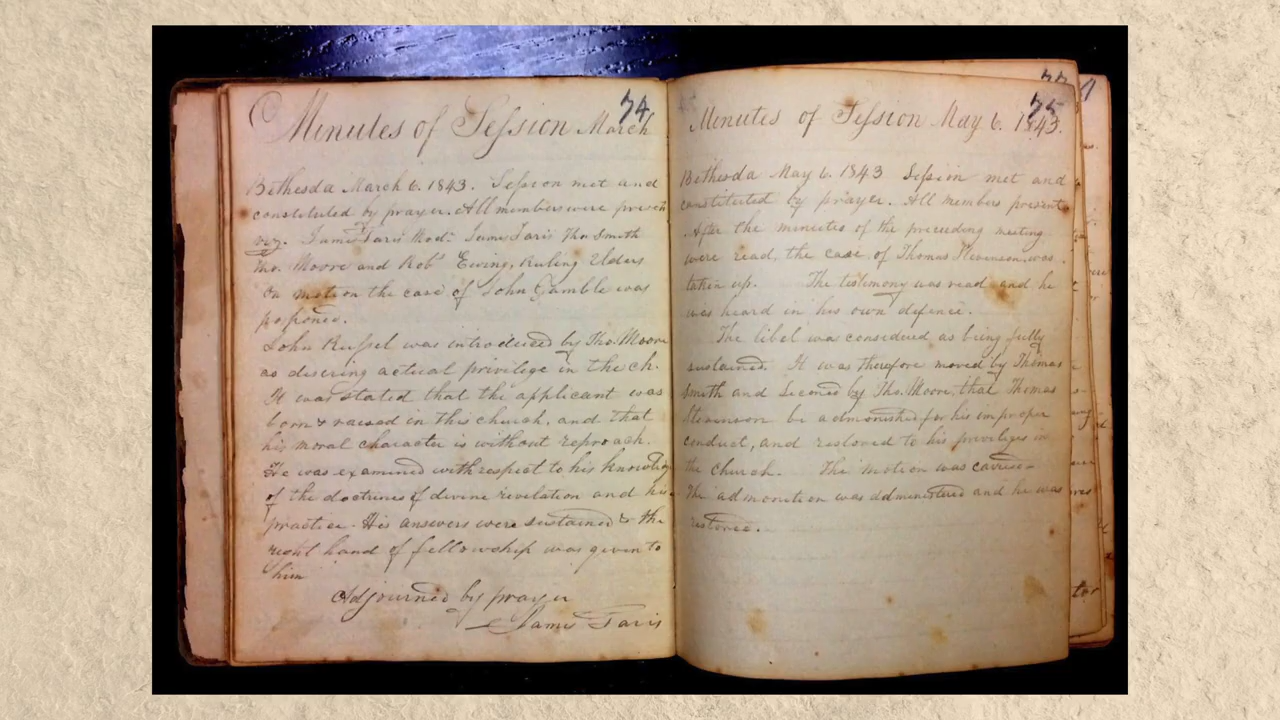 74
Minutes of Session March
Bethesda March 6. 1843. Session met and
constituted by prayer. All members were present
viz. James Faris Modr. James Faris Tho Smith
Tho. Moore and Robt Ewing, Ruling Elders
On motion the case of John Gamble was
posponed.
John Russel was introduced by Tho. Moore
as desiring actual privilege in the ch.
It was stated that the applicant was
born & raised in this church, and that
his moral character is without reproach.
He was examined with respect to his knowledge
of the doctrines of divine revelation and his
practice. His answers were sustained & the
right hand of fellowship was given to
him
Adjourned by prayer
James Faris
77
75
Minutes of Session May 6. 1843.
Bethesda May 6. 1843 Session met and
constituted by prayer. All members present
After the minutes of the preceeding meeting
were read, the case of Thomas Stevenson, was
taken up. The testimony was read and he
was heard in his own defence.
The libel was considered as being fully
sustained. It was therefore moved by Thomas
Smith and Seconed by Tho. Moore, that Thomas
Stevenson be admonished for his improper
conduct, and restored to his privileges in
the church. The motion was carried
The admonition was administered and he was
restored.